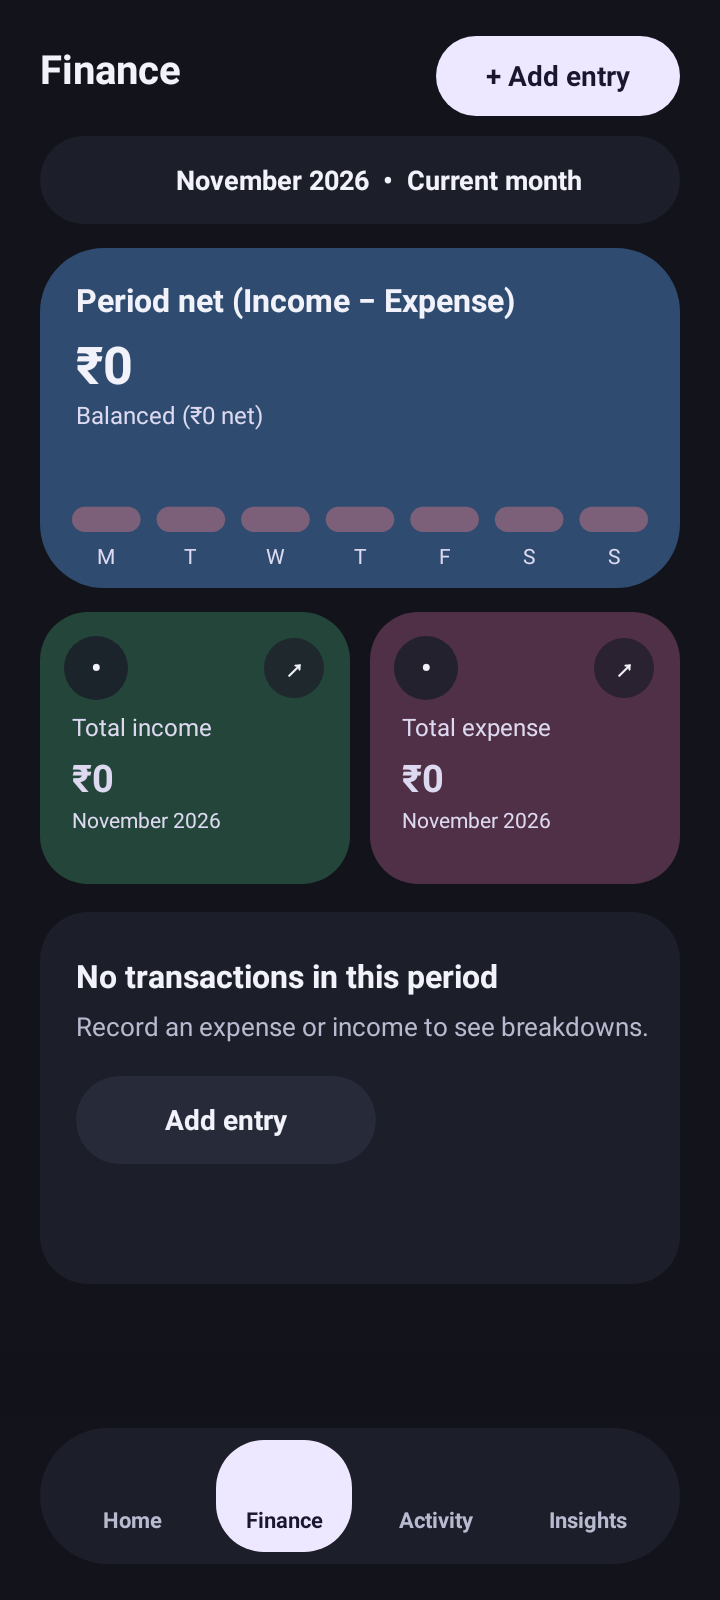 Finance
+ Add entry
November 2026 • Current month
Period net (Income − Expense)
₹0
Balanced (₹0 net)
M T W T F S S
Total income
₹0
November 2026
Total expense
₹0
November 2026
No transactions in this period
Record an expense or income to see breakdowns.
Add entry
Home Finance Activity Insights